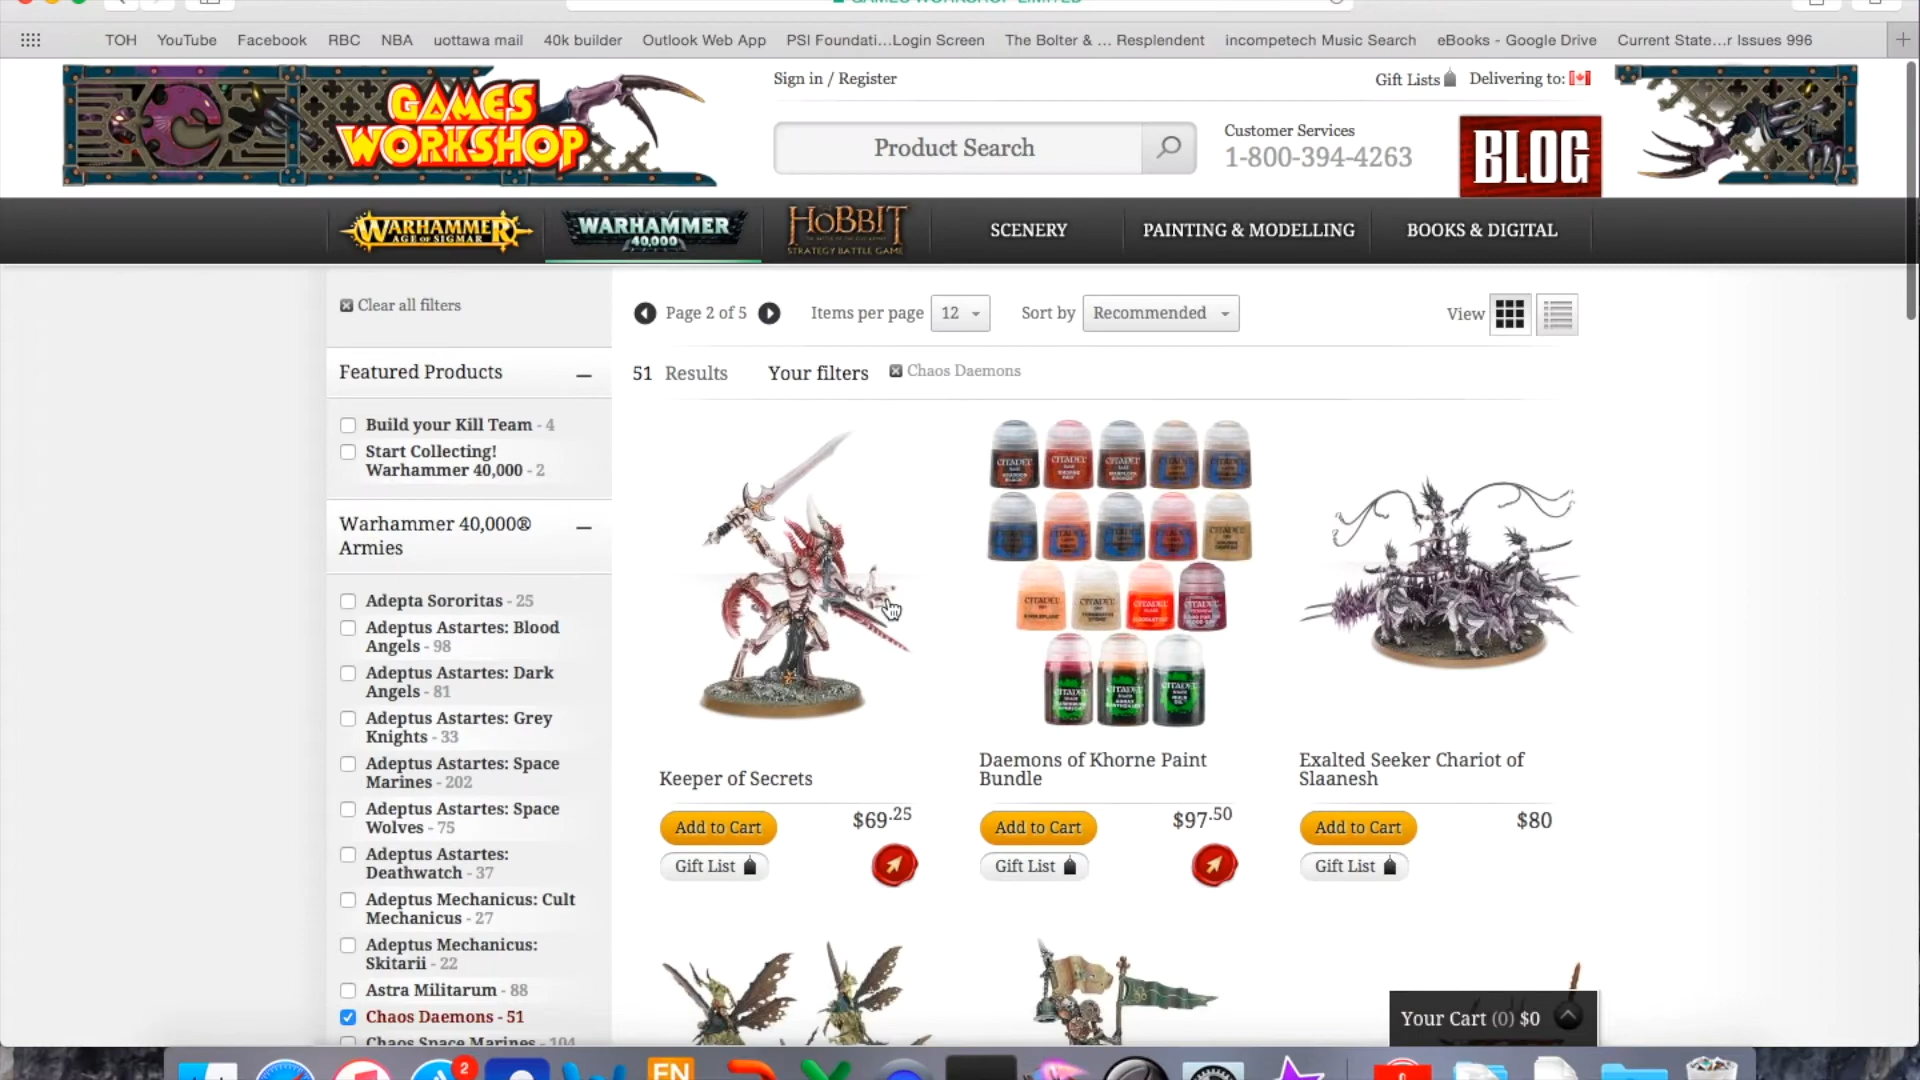 TOH YouTube Facebook RBC NBA uottawa mail 40k builder Outlook Web App PSI Foundati...Login Screen The Bolter & ... Resplendent incompetech Music Search eBooks - Google Drive Current State...r Issues 996
GAMES WORKSHOP
Sign in / Register
Gift Lists Delivering to:
Product Search
Customer Services
1-800-394-4263
BLOG
WARHAMMER AGE OF SIGMAR
WARHAMMER 40,000
THE HOBBIT STRATEGY BATTLE GAME
SCENERY
PAINTING & MODELLING
BOOKS & DIGITAL
Clear all filters
Page 2 of 5 Items per page 12 Sort by Recommended View
51 Results Your filters Chaos Daemons
Featured Products
Build your Kill Team - 4
Start Collecting!
Warhammer 40,000 - 2
Warhammer 40,000®
Armies
Adepta Sororitas - 25
Adeptus Astartes: Blood
Angels - 98
Adeptus Astartes: Dark
Angels - 81
Adeptus Astartes: Grey
Knights - 33
Adeptus Astartes: Space
Marines - 202
Adeptus Astartes: Space
Wolves - 75
Adeptus Astartes:
Deathwatch - 37
Adeptus Mechanicus: Cult
Mechanicus - 27
Adeptus Mechanicus:
Skitarii - 22
Astra Militarum - 88
Chaos Daemons - 51
Chaos Space Marines - 104
Keeper of Secrets
Add to Cart $69.25
Gift List
Daemons of Khorne Paint
Bundle
Add to Cart $97.50
Gift List
Exalted Seeker Chariot of
Slaanesh
Add to Cart $80
Gift List
Your Cart (0) $0
2
EN